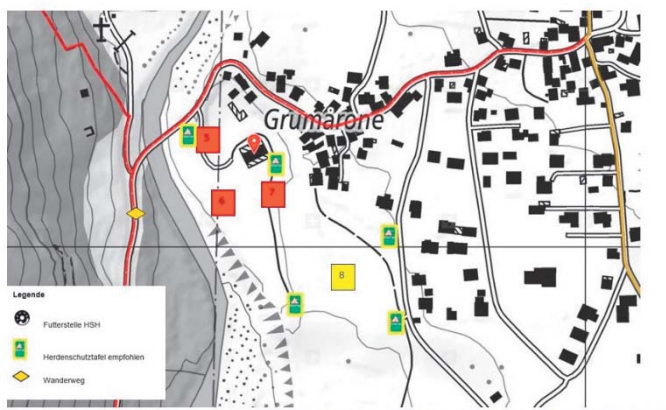 Grumarone
5
6
7
8
Legende
Futterstelle HSH
Herdenschutztafel empfohlen
Wanderweg